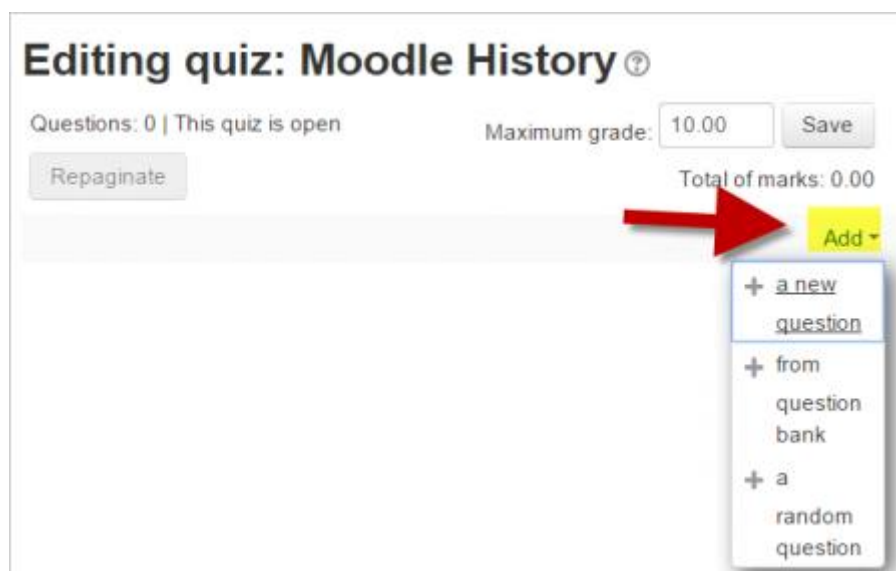 Editing quiz: Moodle History ?
Questions: 0 | This quiz is open
Maximum grade: 10.00 Save
Repaginate
Total of marks: 0.00
Add
a new
question
from
question
bank
a
random
question